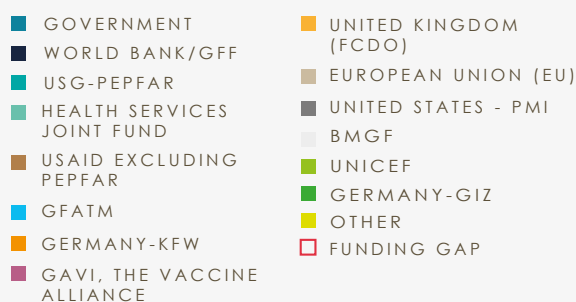 GOVERNMENT
WORLD BANK/GFF
USG-PEPFAR
HEALTH SERVICES
JOINT FUND
USAID EXCLUDING
PEPFAR
GFATM
GERMANY-KFW
GAVI, THE VACCINE
ALLIANCE
UNITED KINGDOM
(FCDO)
EUROPEAN UNION (EU)
UNITED STATES - PMI
BMGF
UNICEF
GERMANY-GIZ
OTHER
FUNDING GAP